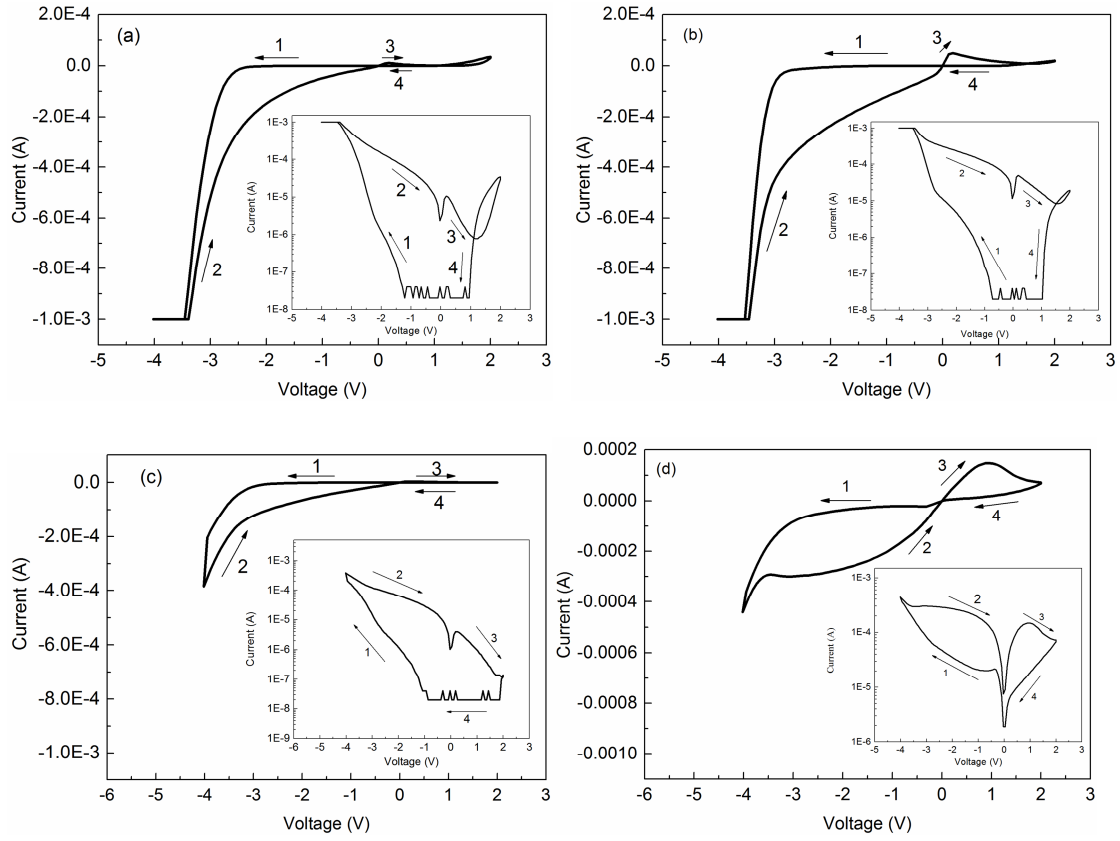 (a)
2.0E-4
0.0
-2.0E-4
-4.0E-4
-6.0E-4
-8.0E-4
-1.0E-3
Current (A)
1
3
4
2
1E-3
1E-4
1E-5
1E-6
1E-7
1E-8
Current (A)
2
3
1
4
-5 -4 -3 -2 -1 0 1 2 3
Voltage (V)
-5 -4 -3 -2 -1 0 1 2 3
Voltage (V)
(b)
2.0E-4
0.0
-2.0E-4
-4.0E-4
-6.0E-4
-8.0E-4
-1.0E-3
Current (A)
3
1
4
2
1E-3
1E-4
1E-5
1E-6
1E-7
1E-8
Current (A)
2
3
1
4
-5 -4 -3 -2 -1 0 1 2 3
Voltage (V)
-5 -4 -3 -2 -1 0 1 2 3
Voltage (V)
(c)
0.0
-2.0E-4
-4.0E-4
-6.0E-4
-8.0E-4
-1.0E-3
Current (A)
1
3
4
2
1E-2
1E-3
1E-4
1E-5
1E-6
1E-7
1E-8
1E-9
Current (A)
2
3
1
4
-6 -5 -4 -3 -2 -1 0 1 2 3
Voltage (V)
-6 -5 -4 -3 -2 -1 0 1 2 3
Voltage (V)
(d)
0.0002
0.0000
-0.0002
-0.0004
-0.0006
-0.0008
-0.0010
Current (A)
3
1
4
2
1E-3
1E-4
1E-5
1E-6
Current (A)
2
3
1
4
-5 -4 -3 -2 -1 0 1 2 3
Voltage (V)
-6 -5 -4 -3 -2 -1 0 1 2 3
Voltage (V)